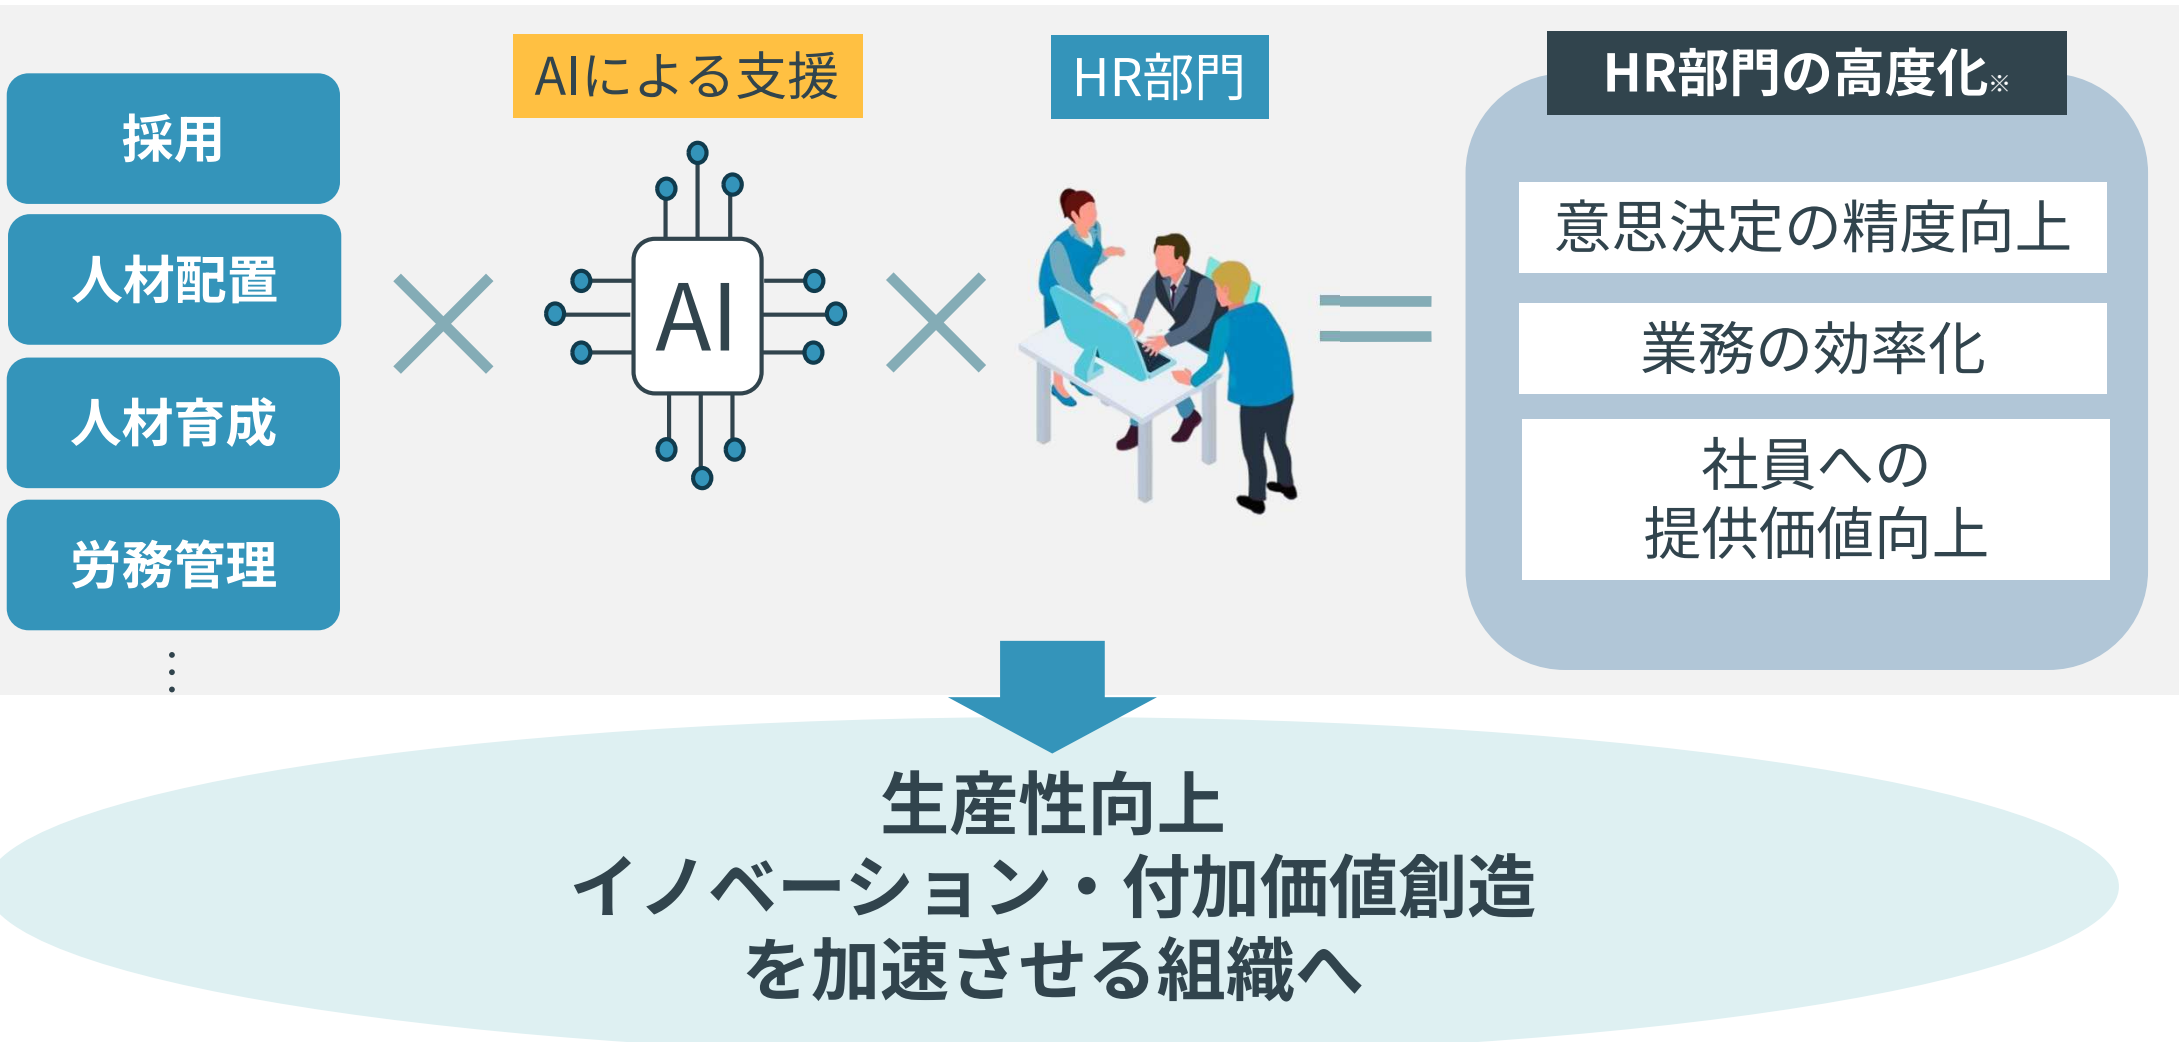 採用
人材配置
人材育成
労務管理
⋮
AIによる支援
AI
HR部門
HR部門の高度化※
意思決定の精度向上
業務の効率化
社員への
提供価値向上
生産性向上
イノベーション・付加価値創造
を加速させる組織へ